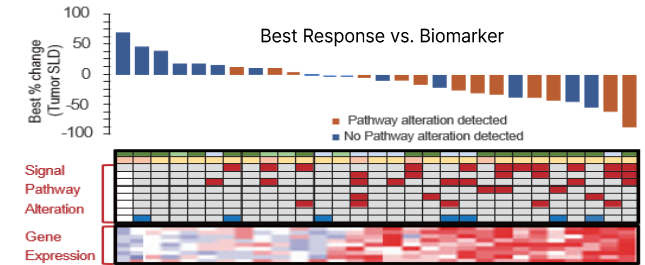 Best Response vs. Biomarker
Best % change
(Tumor SLD)
100
50
0
-50
-100
Pathway alteration detected
No Pathway alteration detected
Signal
Pathway
Alteration
Gene
Expression